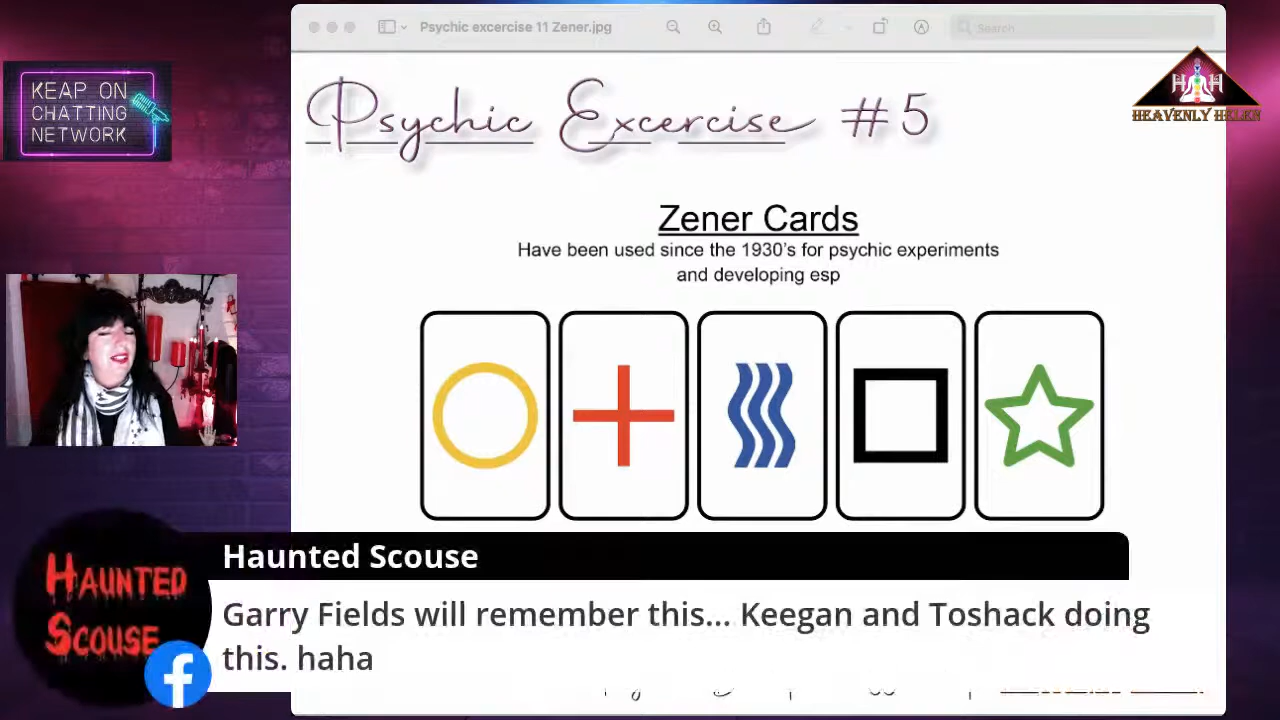 Psychic excercise 11 Zener.jpg
Search
KEAP ON
CHATTING
NETWORK
HEAVENLY HELEN
Psychic Excercise #5
Zener Cards
Have been used since the 1930's for psychic experiments
and developing esp
HAUNTED
SCOUSE
Haunted Scouse
Garry Fields will remember this... Keegan and Toshack doing
this. haha